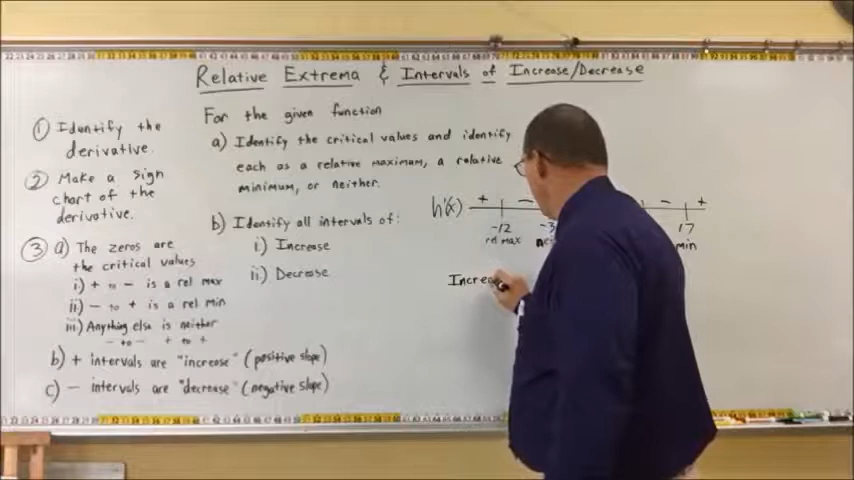 Relative Extrema & Intervals of Increase/Decrease
① Identify the
derivative.
② Make a sign
chart of the
derivative.
③ a) The zeros are
the critical values
i) + to - is a rel max
ii) - to + is a rel min
iii) Anything else is neither
- to - + to +
b) + intervals are "increase" (positive slope)
c) - intervals are "decrease" (negative slope)
For the given function
a) Identify the critical values and identify
each as a relative maximum, a relative
minimum, or neither.
b) Identify all intervals of:
i) Increase
ii) Decrease
h'(x) + - - +
-12 -3 17
rel max min